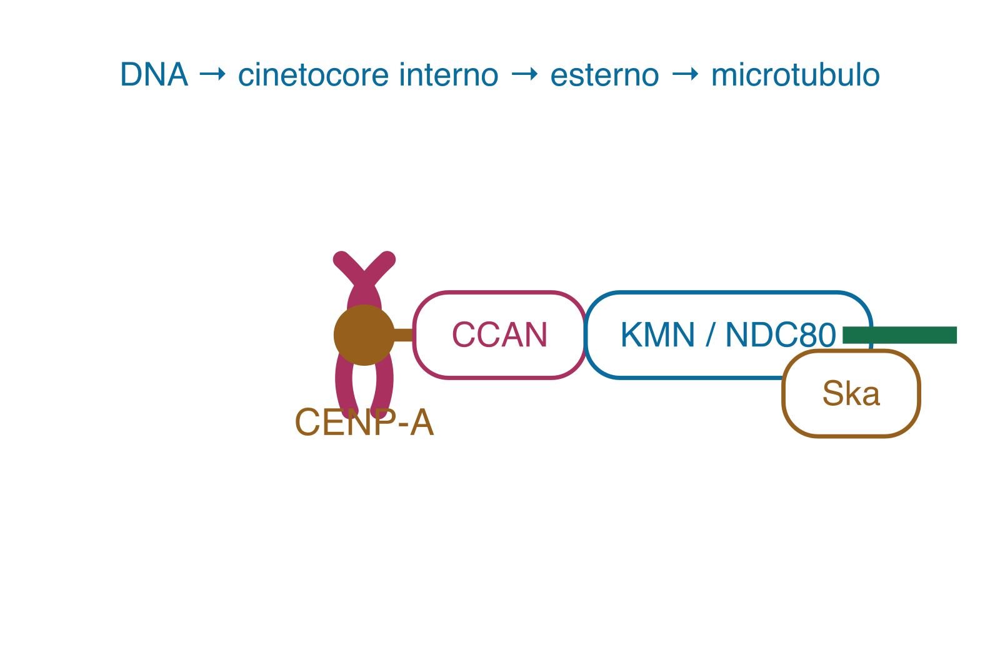 DNA → cinetocore interno → esterno → microtubulo
CCAN
KMN / NDC80
Ska
CENP-A